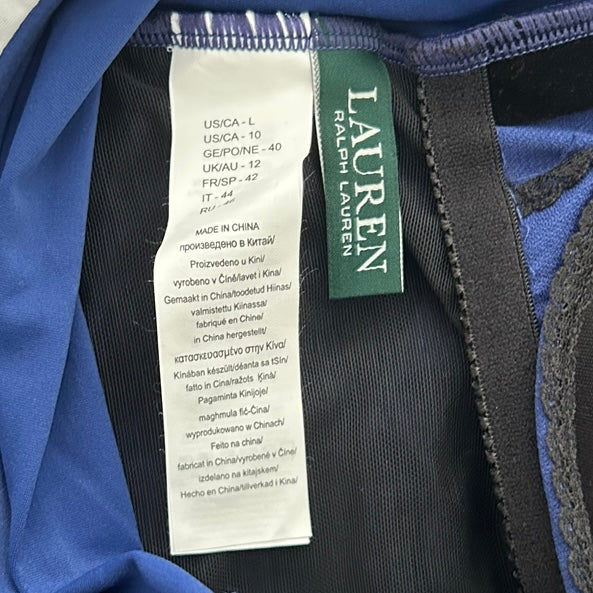 US/CA - L
US/CA - 10
GE/PO/NE - 40
UK/AU - 12
FR/SP - 42
IT - 44
RU - 46
MADE IN CHINA
произведено в Китай/
Proizvedeno u Kini/
vyrobeno v Číně/lavet i Kina/
Gemaakt in China/toodetud Hiinas/
valmistettu Kiinassa/
fabriqué en Chine/
in China hergestellt/
κατασκευασμένο στην Κίνα/
Kínában készült/déanta sa tSín/
fatto in Cina/ražots Ķīnā/
Pagaminta Kinijoje/
maghmula fiċ-Ċina/
wyprodukowano w Chinach/
Feito na china/
fabricat in China/vyrobené v Číne/
izdelano na kitajskem/
Hecho en China/tillverkad i Kina/
LAUREN
RALPH LAUREN